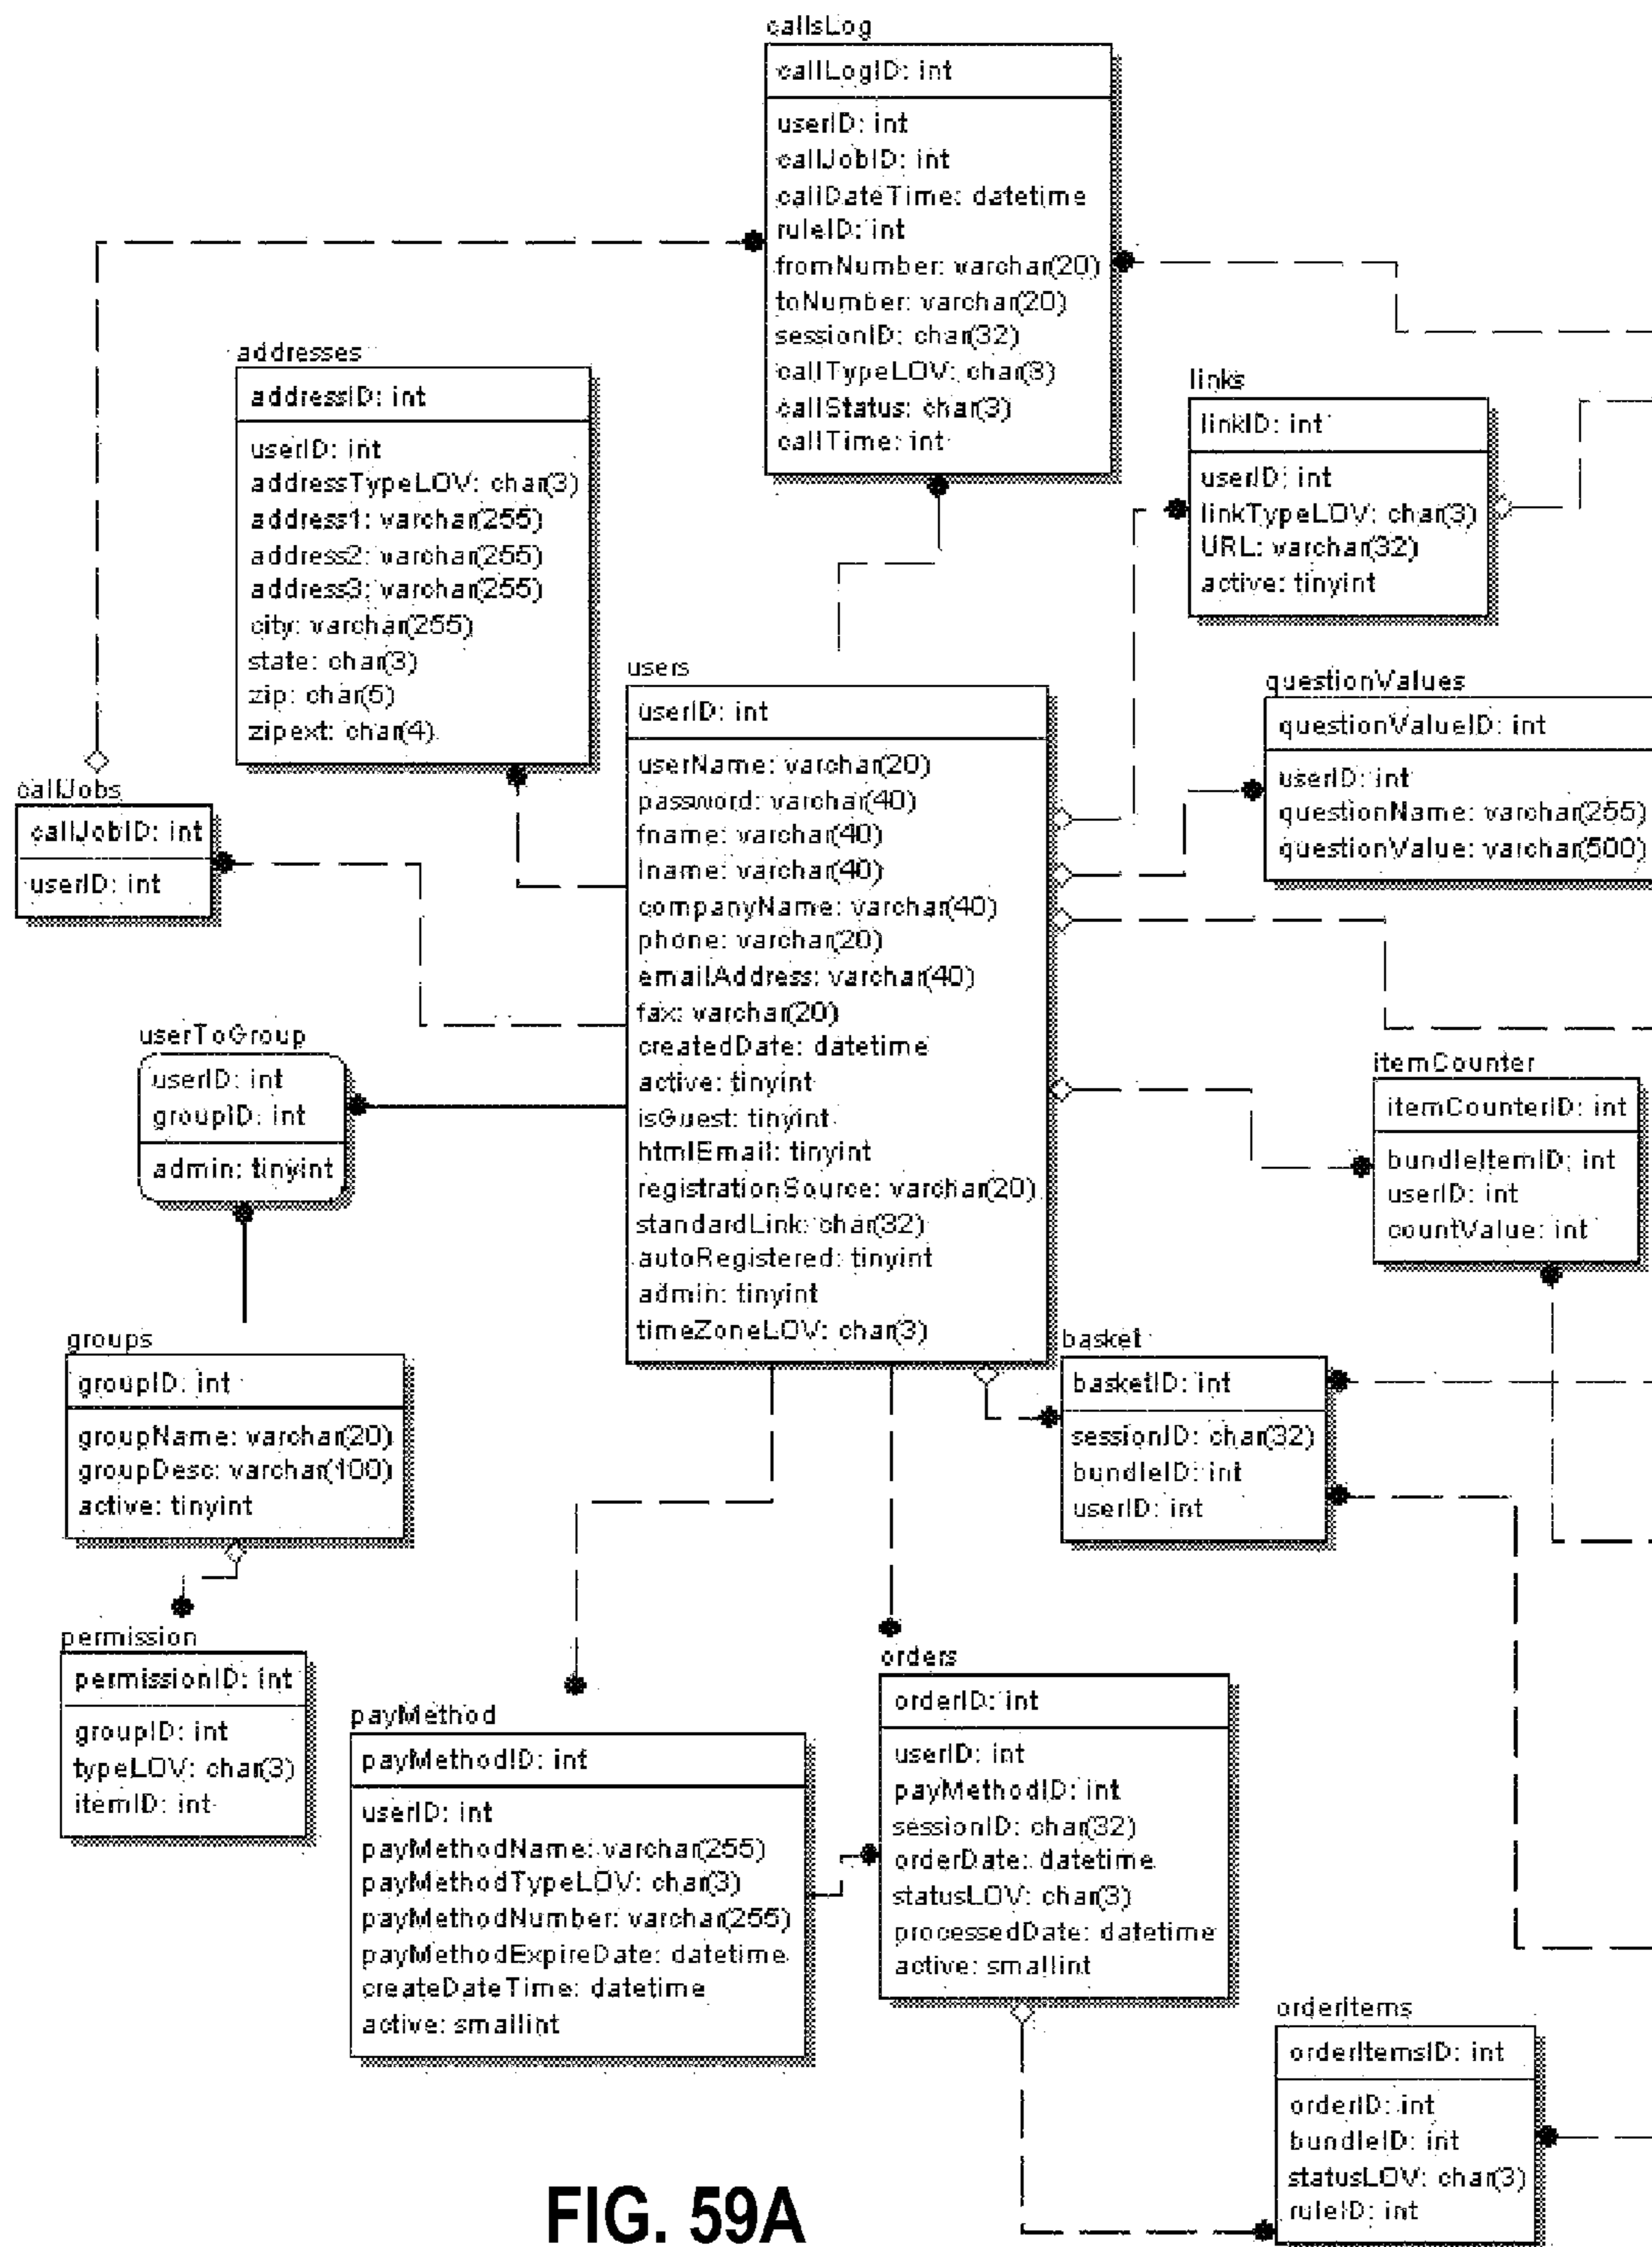 callsLog
callLogID: int
userID: int
callJobID: int
callDateTime: datetime
ruleID: int
fromNumber: varchar(20)
toNumber: varchar(20)
sessionID: char(32)
callTypeLOV: char(3)
callStatus: char(3)
callTime: int
addresses
addressID: int
userID: int
addressTypeLOV: char(3)
address1: varchar(255)
address2: varchar(255)
address3: varchar(255)
city: varchar(255)
state: char(3)
zip: char(5)
zipext: char(4)
links
linkID: int
userID: int
linkTypeLOV: char(3)
URL: varchar(32)
active: tinyint
users
userID: int
userName: varchar(20)
password: varchar(40)
fname: varchar(40)
lname: varchar(40)
companyName: varchar(40)
phone: varchar(20)
emailAddress: varchar(40)
fax: varchar(20)
createdDate: datetime
active: tinyint
isGuest: tinyint
htmlEmail: tinyint
registrationSource: varchar(20)
standardLink: char(32)
autoRegistered: tinyint
admin: tinyint
timeZoneLOV: char(3)
questionValues
questionValueID: int
userID: int
questionName: varchar(255)
questionValue: varchar(500)
callJobs
callJobID: int
userID: int
userToGroup
userID: int
groupID: int
admin: tinyint
itemCounter
itemCounterID: int
bundleItemID: int
userID: int
countValue: int
groups
groupID: int
groupName: varchar(20)
groupDesc: varchar(100)
active: tinyint
basket
basketID: int
sessionID: char(32)
bundleID: int
userID: int
permission
permissionID: int
groupID: int
typeLOV: char(3)
itemID: int
payMethod
payMethodID: int
userID: int
payMethodName: varchar(255)
payMethodTypeLOV: char(3)
payMethodNumber: varchar(255)
payMethodExpireDate: datetime
createDateTime: datetime
active: smallint
orders
orderID: int
userID: int
payMethodID: int
sessionID: char(32)
orderDate: datetime
statusLOV: char(3)
processedDate: datetime
active: smallint
orderItems
orderItemsID: int
orderID: int
bundleID: int
statusLOV: char(3)
ruleID: int
FIG. 59A